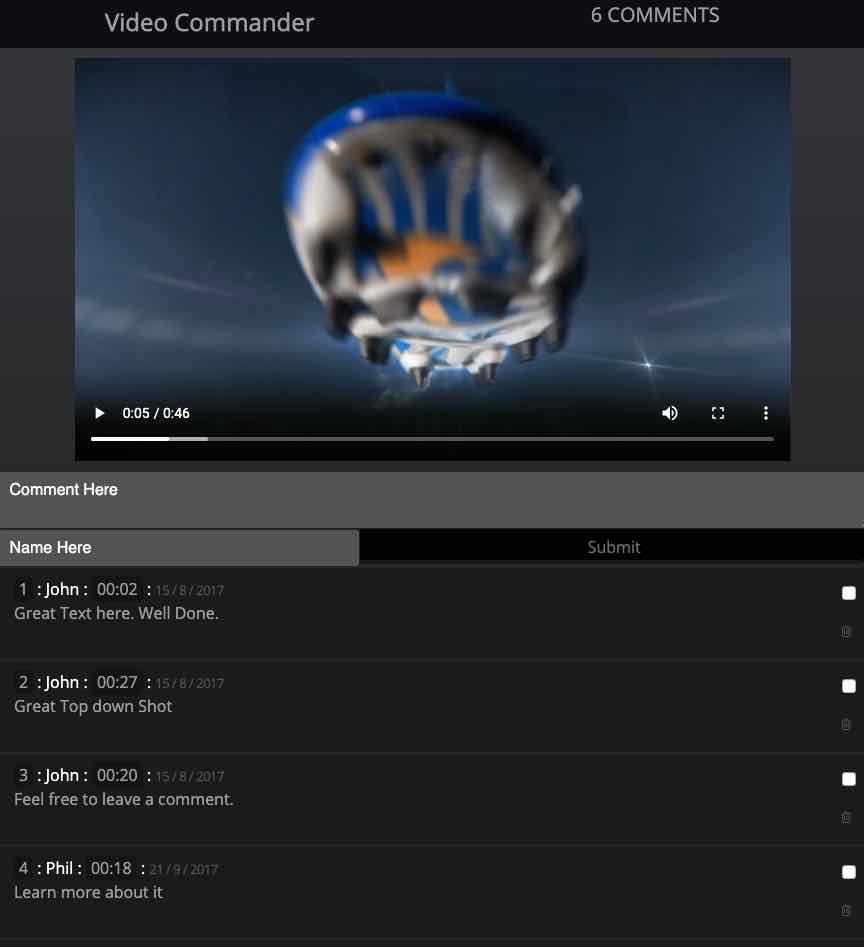 Video Commander
6 COMMENTS
0:05 / 0:46
Comment Here
Name Here
Submit
1 : John : 00:02 : 15 / 8 / 2017
Great Text here. Well Done.
2 : John : 00:27 : 15 / 8 / 2017
Great Top down Shot
3 : John : 00:20 : 15 / 8 / 2017
Feel free to leave a comment.
4 : Phil : 00:18 : 21 / 9 / 2017
Learn more about it